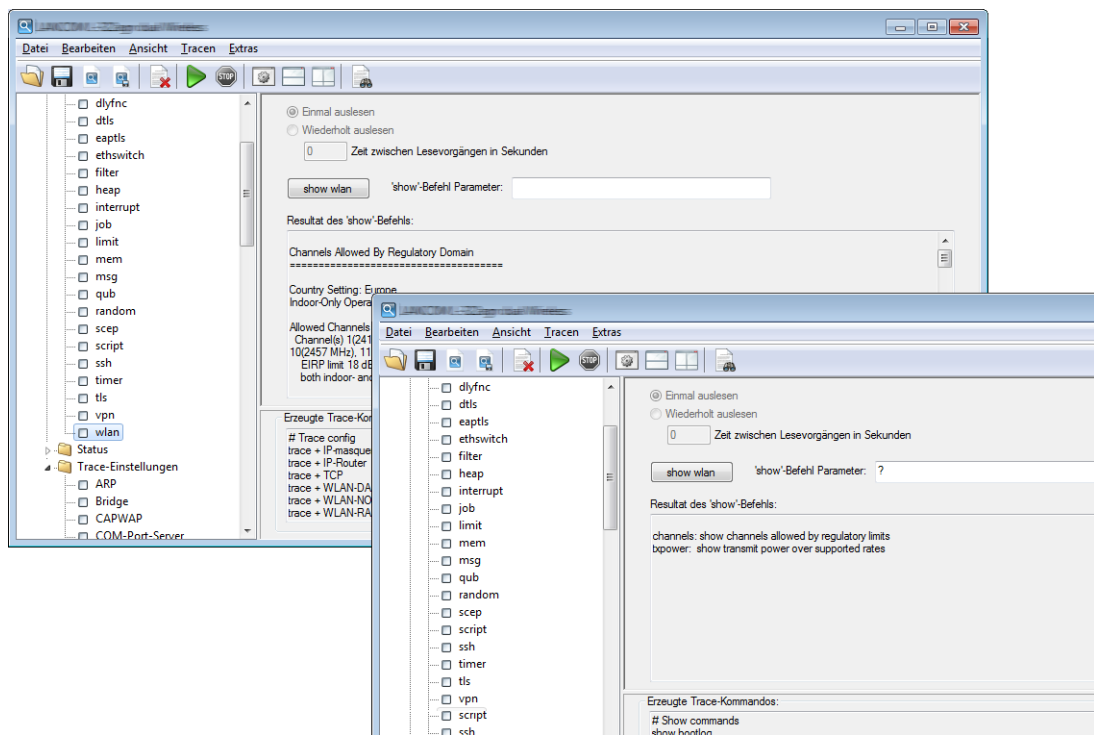 Datei Bearbeiten Ansicht Tracen Extras
STOP
dlyfnc
dtls
eaptls
ethswitch
filter
heap
interrupt
job
limit
mem
msg
qub
random
scep
script
ssh
timer
tls
vpn
wlan
Status
Trace-Einstellungen
ARP
Bridge
CAPWAP
COM-Port-Server
Einmal auslesen
Wiederholt auslesen
0 Zeit zwischen Lesevorgängen in Sekunden
show wlan 'show'-Befehl Parameter:
Resultat des 'show'-Befehls:
Channels Allowed By Regulatory Domain
=====================================
Country Setting: Europe
Indoor-Only Opera
Allowed Channels
Channel(s) 1(241
10(2457 MHz), 11
EIRP limit 18 dB
both indoor- and
Erzeugte Trace-Kor
# Trace config
trace + IP-masque
trace + IP-Router
trace + TCP
trace + WLAN-DA
trace + WLAN-NO
trace + WLAN-RA
Datei Bearbeiten Ansicht Tracen Extras
STOP
dlyfnc
dtls
eaptls
ethswitch
filter
heap
interrupt
job
limit
mem
msg
qub
random
scep
script
ssh
timer
tls
vpn
script
ssh
Einmal auslesen
Wiederholt auslesen
0 Zeit zwischen Lesevorgängen in Sekunden
show wlan 'show'-Befehl Parameter: ?
Resultat des 'show'-Befehls:
channels: show channels allowed by regulatory limits
txpower: show transmit power over supported rates
Erzeugte Trace-Kommandos:
# Show commands
show bootlog